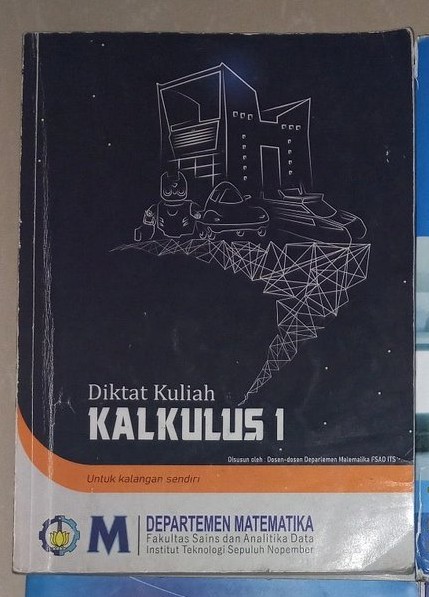 Diktat Kuliah
KALKULUS 1
Disusun oleh : Dosen-dosen Departemen Matematika FSAD ITS
Untuk kalangan sendiri
M
DEPARTEMEN MATEMATIKA
Fakultas Sains dan Analitika Data
Institut Teknologi Sepuluh Nopember